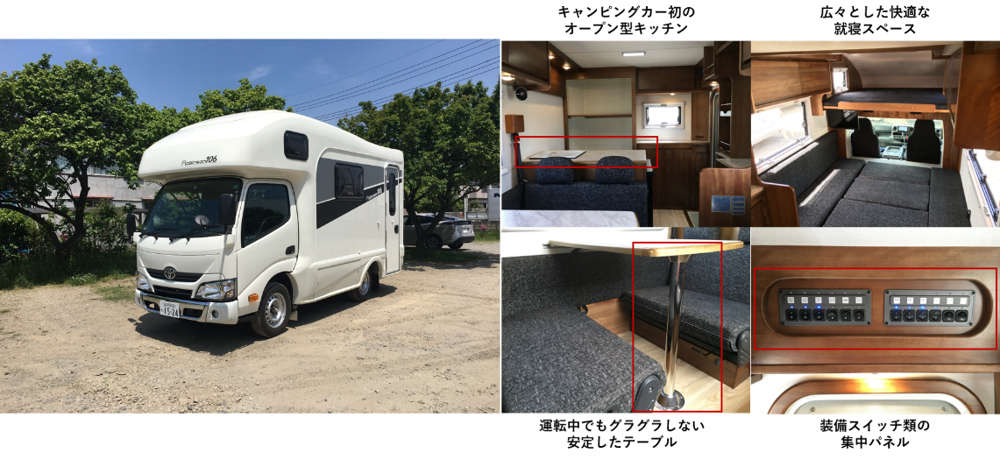 キャンピングカー初の
オープン型キッチン
広々とした快適な
就寝スペース
106
15-24
運転中でもグラグラしない
安定したテーブル
装備スイッチ類の
集中パネル